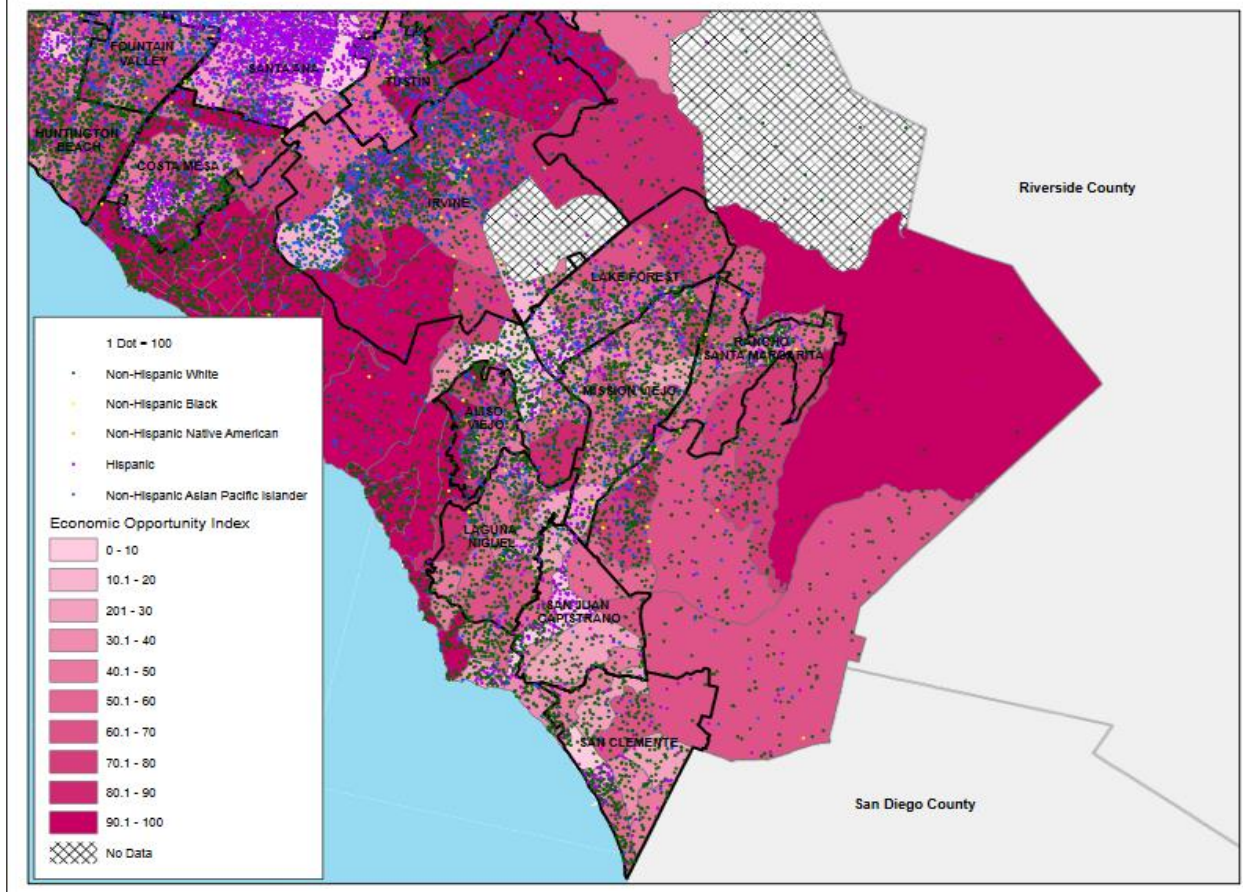 FOUNTAIN
VALLEY
SANTA ANA
TUSTIN
HUNTINGTON
BEACH
COSTA MESA
IRVINE
Riverside County
LAKE FOREST
RANCHO
SANTA MARGARITA
MISSION VIEJO
ALISO
VIEJO
LAGUNA
NIGUEL
SAN JUAN
CAPISTRANO
SAN CLEMENTE
San Diego County
1 Dot = 100
Non-Hispanic White
Non-Hispanic Black
Non-Hispanic Native American
Hispanic
Non-Hispanic Asian Pacific Islander
Economic Opportunity Index
0 - 10
10.1 - 20
201 - 30
30.1 - 40
40.1 - 50
50.1 - 60
60.1 - 70
70.1 - 80
80.1 - 90
90.1 - 100
No Data